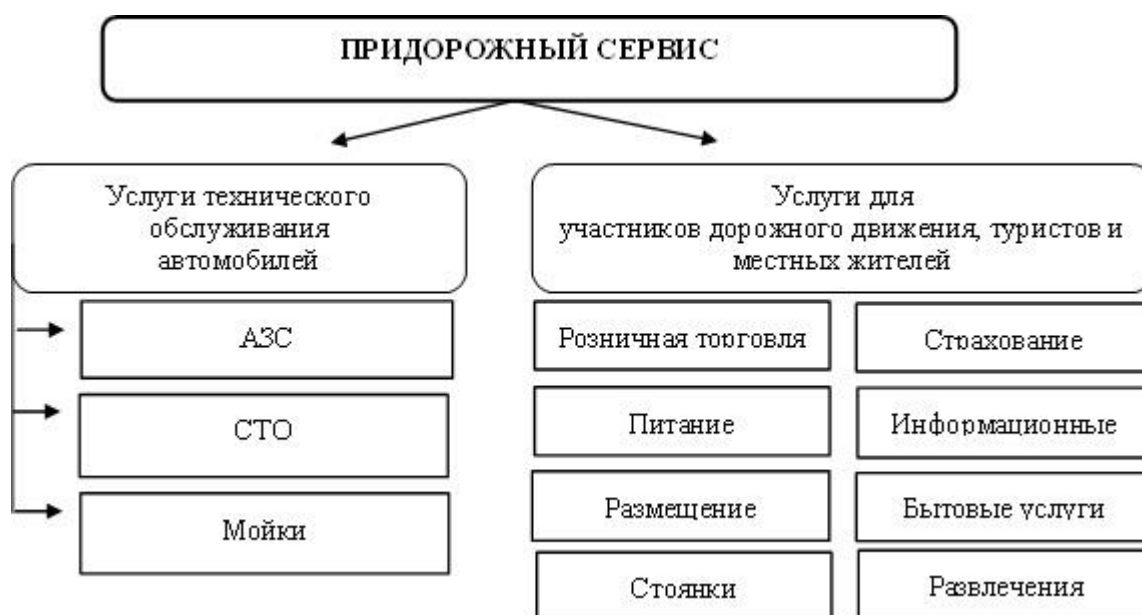 ПРИДОРОЖНЫЙ СЕРВИС
Услуги технического
обслуживания
автомобилей
АЗС
СТО
Мойки
Услуги для
участников дорожного движения, туристов и
местных жителей
Розничная торговля
Страхование
Питание
Информационные
Размещение
Бытовые услуги
Стоянки
Развлечения